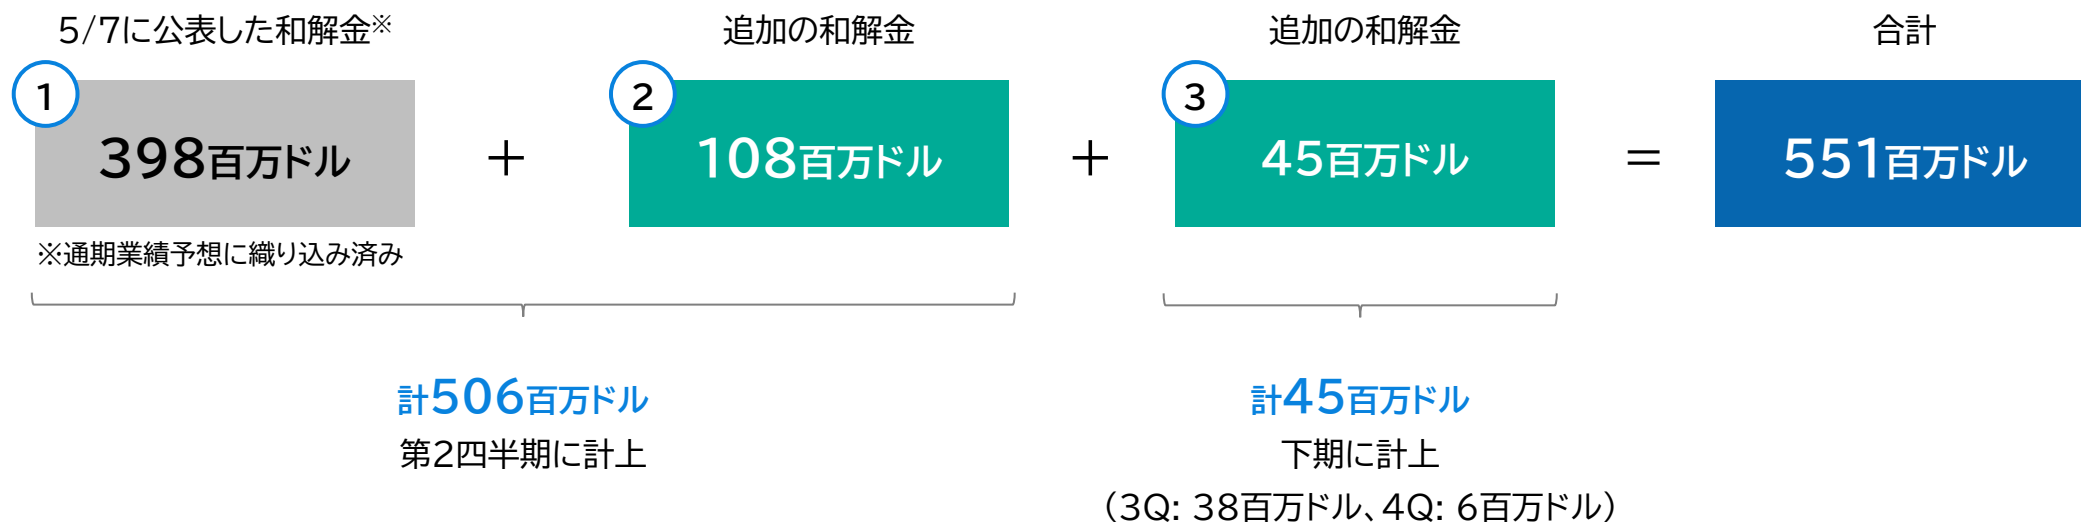 5/7に公表した和解金※
追加の和解金
追加の和解金
合計
1
2
3
398百万ドル
+
108百万ドル
+
45百万ドル
=
551百万ドル
※通期業績予想に織り込み済み
計506百万ドル
計45百万ドル
第2四半期に計上
下期に計上
(3Q: 38百万ドル、4Q: 6百万ドル)